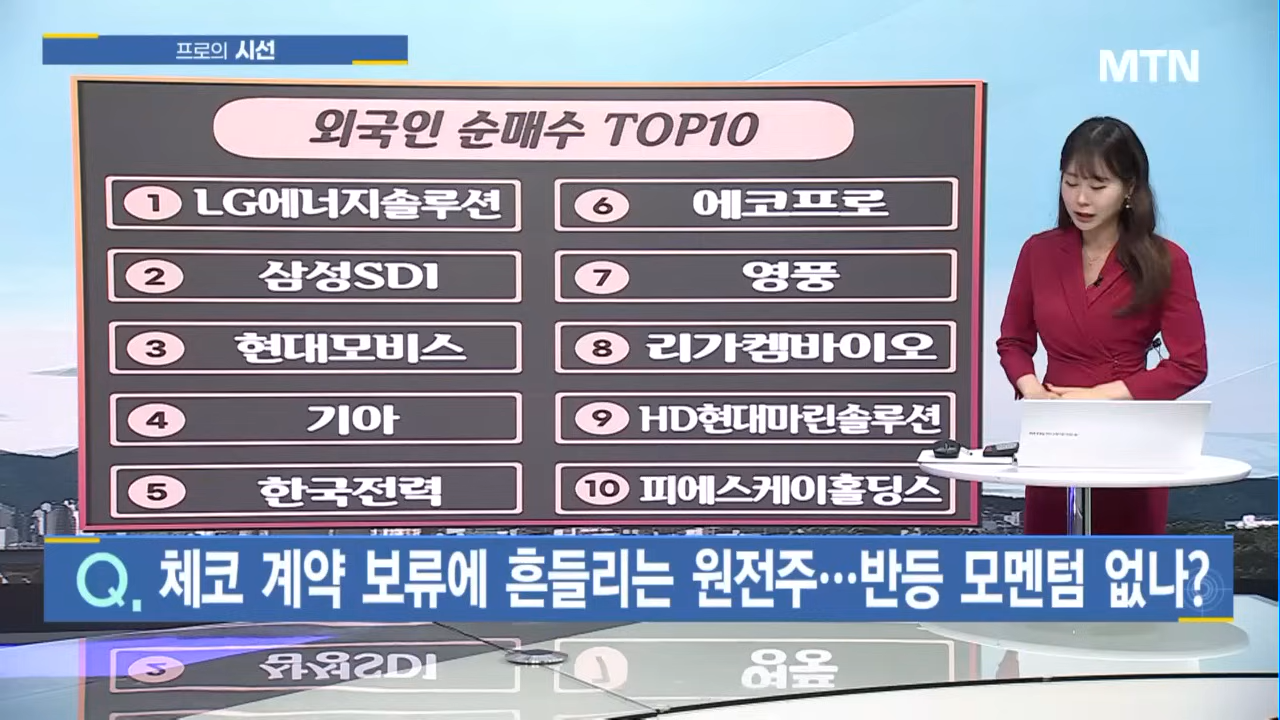 프로의 시선
MTN
외국인 순매수 TOP10
1 LG에너지솔루션
2 삼성SDI
3 현대모비스
4 기아
5 한국전력
6 에코프로
7 영풍
8 리가켐바이오
9 HD현대마린솔루션
10 피에스케이홀딩스
Q. 체코 계약 보류에 흔들리는 원전주…반등 모멘텀 없나?